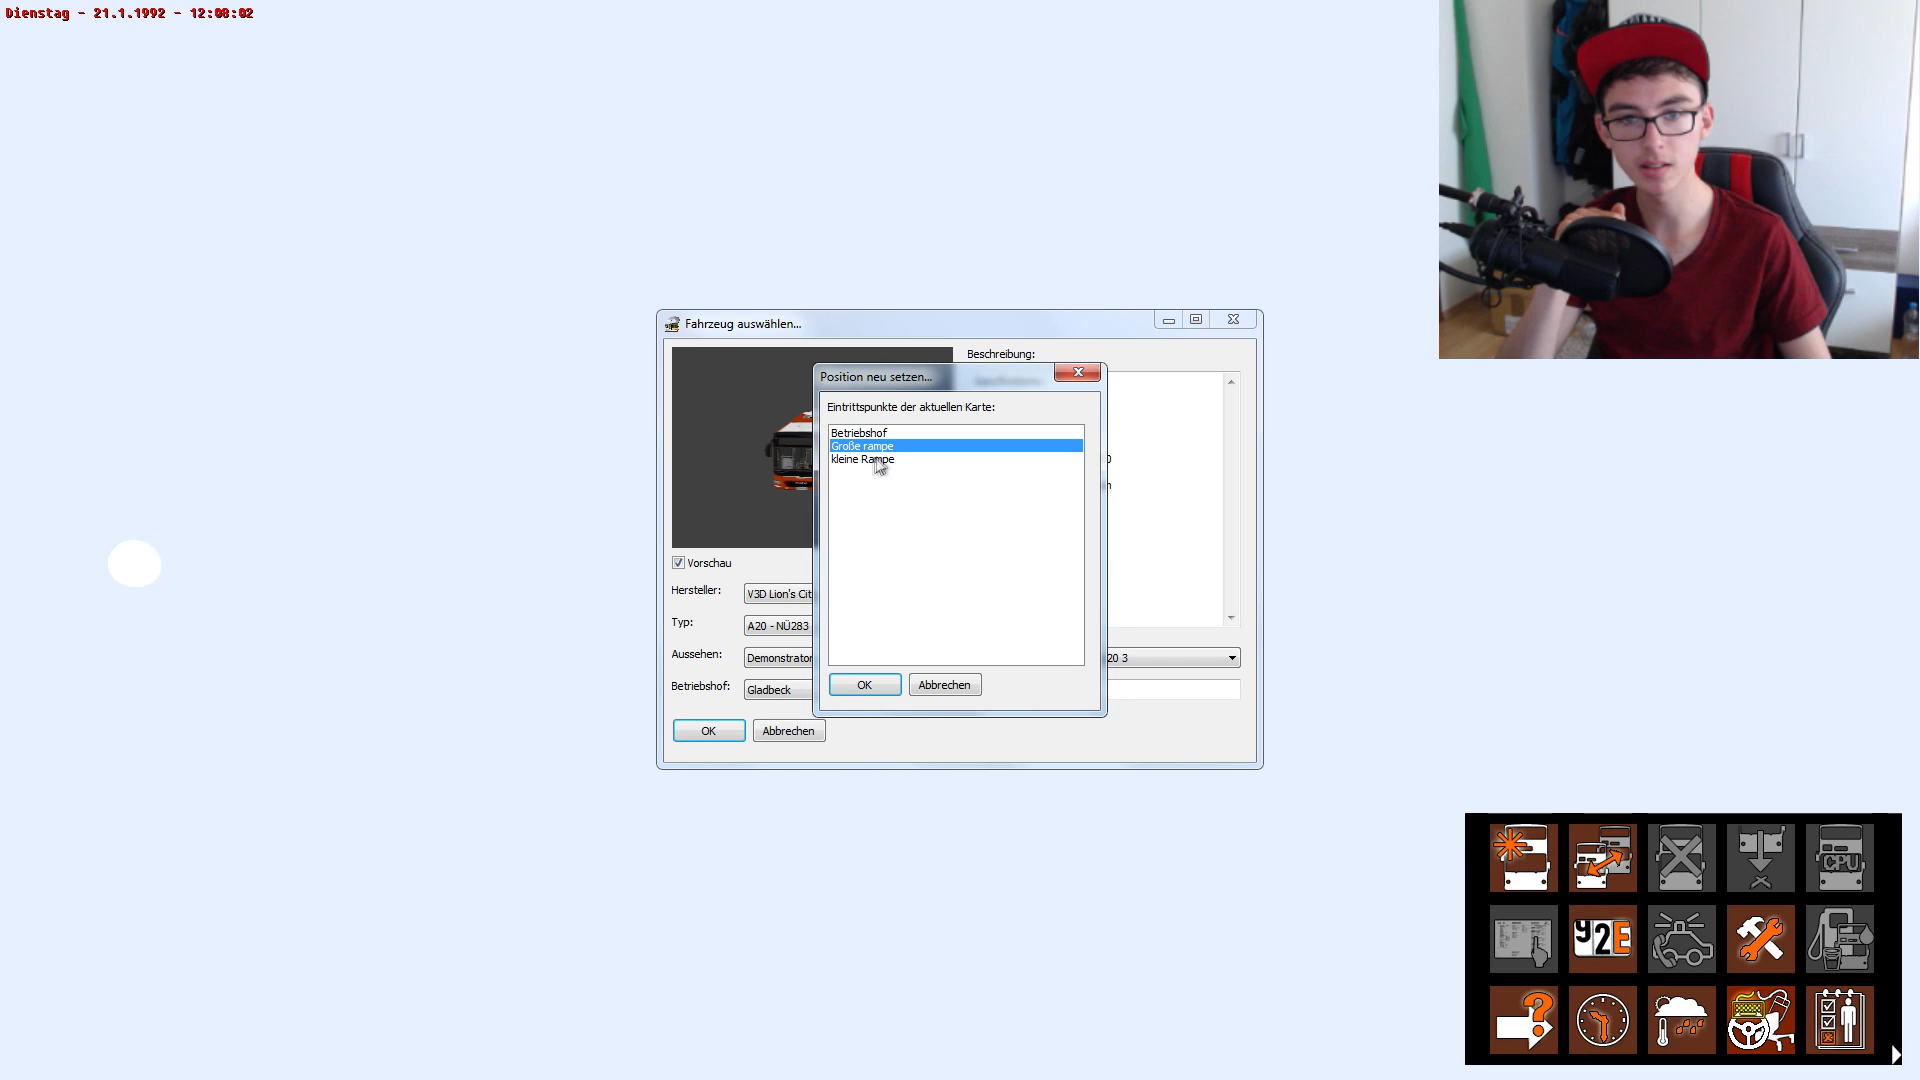 Dienstag - 21.1.1992 - 12:08:02
Fahrzeug auswählen...
Beschreibung:
Position neu setzen...
Eintrittspunkte der aktuellen Karte:
Betriebshof
Große rampe
kleine Rampe
Vorschau
Hersteller:
V3D Lion's Cit
Typ:
A20 - NÜ283
Aussehen:
Demonstrator
20 3
Betriebshof:
Gladbeck
OK
Abbrechen
OK
Abbrechen
CPU
92E